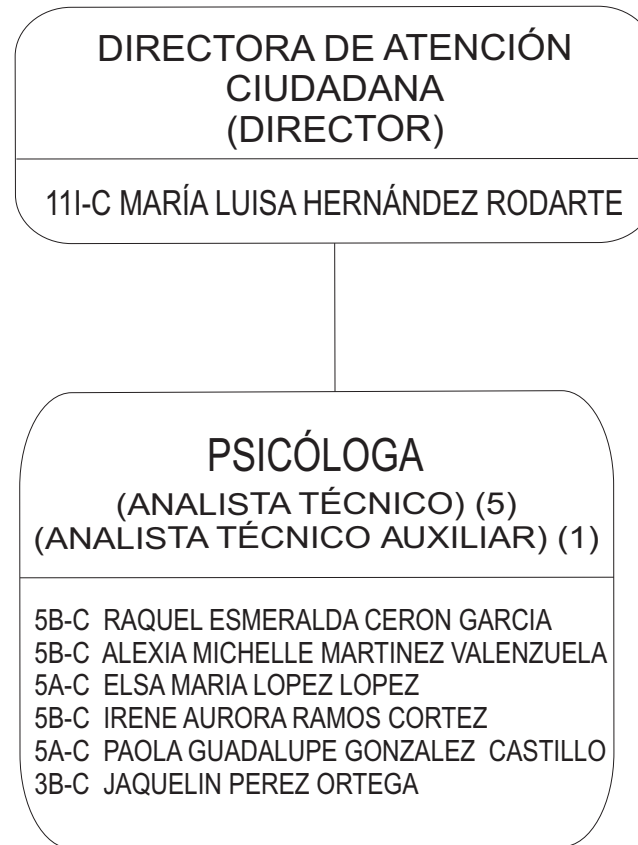 DIRECTORA DE ATENCIÓN
CIUDADANA
(DIRECTOR)
11I-C MARÍA LUISA HERNÁNDEZ RODARTE
PSICÓLOGA
(ANALISTA TÉCNICO) (5)
(ANALISTA TÉCNICO AUXILIAR) (1)
5B-C RAQUEL ESMERALDA CERON GARCIA
5B-C ALEXIA MICHELLE MARTINEZ VALENZUELA
5A-C ELSA MARIA LOPEZ LOPEZ
5B-C IRENE AURORA RAMOS CORTEZ
5A-C PAOLA GUADALUPE GONZALEZ CASTILLO
3B-C JAQUELIN PEREZ ORTEGA